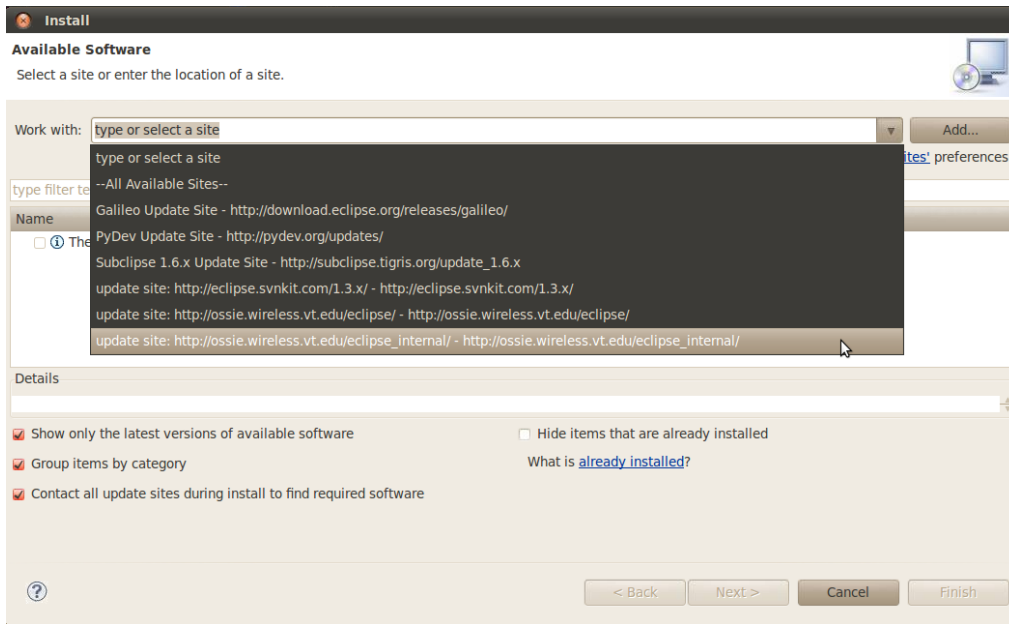 Install
Available Software
Select a site or enter the location of a site.
Work with: type or select a site Add...
type or select a site
ites' preferences
--All Available Sites--
type filter te
Galileo Update Site - http://download.eclipse.org/releases/galileo/
Name
PyDev Update Site - http://pydev.org/updates/
The
Subclipse 1.6.x Update Site - http://subclipse.tigris.org/update_1.6.x
update site: http://eclipse.svnkit.com/1.3.x/ - http://eclipse.svnkit.com/1.3.x/
update site: http://ossie.wireless.vt.edu/eclipse/ - http://ossie.wireless.vt.edu/eclipse/
update site: http://ossie.wireless.vt.edu/eclipse_internal/ - http://ossie.wireless.vt.edu/eclipse_internal/
Details
Show only the latest versions of available software Hide items that are already installed
Group items by category What is already installed?
Contact all update sites during install to find required software
? < Back Next > Cancel Finish